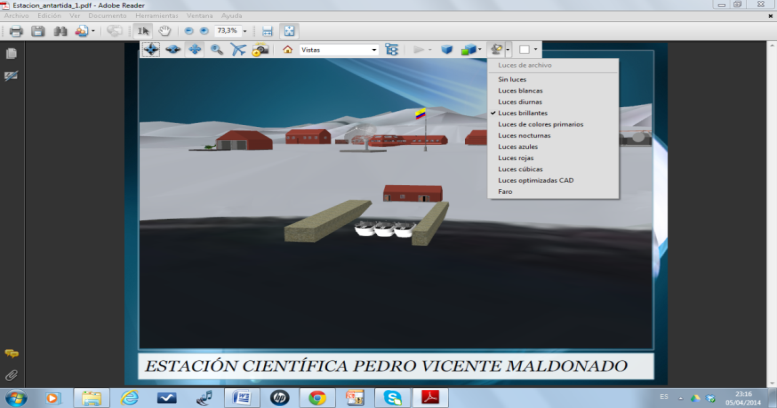 Estacion_antartida_1.pdf - Adobe Reader
Archivo Edición Ver Documento Herramientas Ventana Ayuda
73,3%
Vistas
Luces de archivo
Sin luces
Luces blancas
Luces diurnas
Luces brillantes
Luces de colores primarios
Luces nocturnas
Luces azules
Luces rojas
Luces cúbicas
Luces optimizadas CAD
Faro
ESTACIÓN CIENTÍFICA PEDRO VICENTE MALDONADO
ES
23:16
05/04/2014